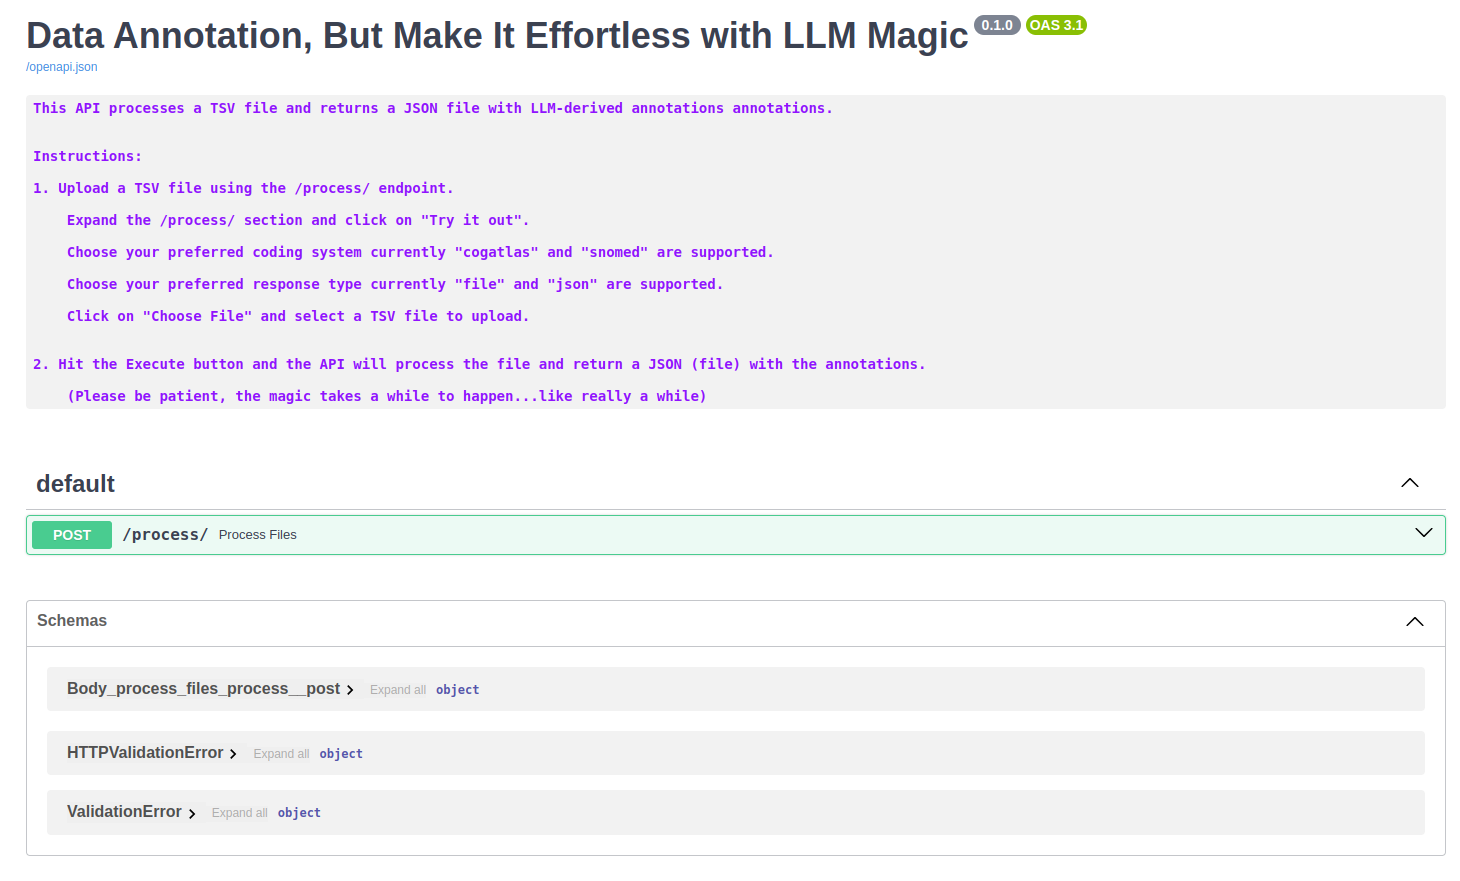 Data Annotation, But Make It Effortless with LLM Magic 0.1.0 OAS 3.1
/openapi.json
This API processes a TSV file and returns a JSON file with LLM-derived annotations annotations.
Instructions:
1. Upload a TSV file using the /process/ endpoint.
Expand the /process/ section and click on "Try it out".
Choose your preferred coding system currently "cogatlas" and "snomed" are supported.
Choose your preferred response type currently "file" and "json" are supported.
Click on "Choose File" and select a TSV file to upload.
2. Hit the Execute button and the API will process the file and return a JSON (file) with the annotations.
(Please be patient, the magic takes a while to happen...like really a while)
default
POST /process/ Process Files
Schemas
Body_process_files_process__post Expand all object
HTTPValidationError Expand all object
ValidationError Expand all object